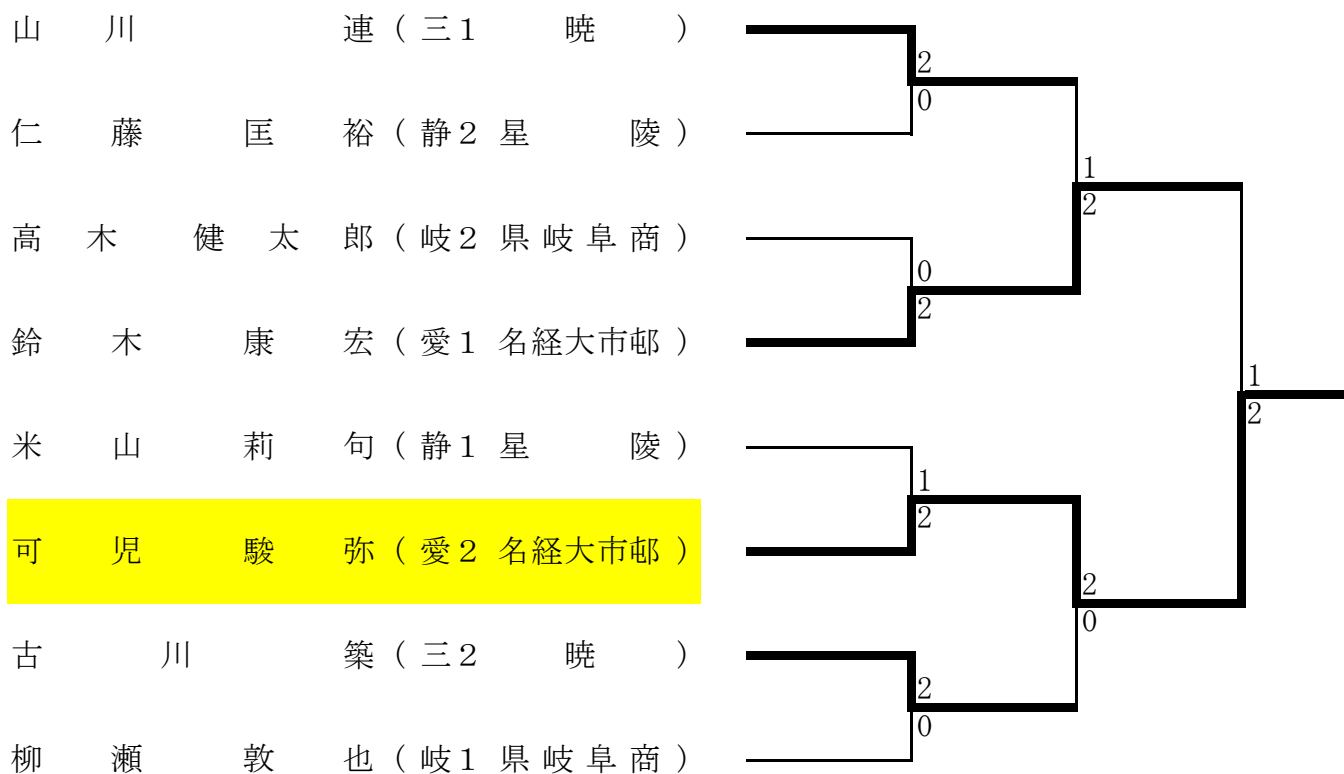 山川 連（三1 暁）
2
0
仁藤匡裕（静2 星陵）
1
2
高木健太郎（岐2 県岐阜商）
0
2
鈴木康宏（愛1 名経大市邨）
1
2
米山莉句（静1 星陵）
1
2
可児駿弥（愛2 名経大市邨）
2
0
古川 築（三2 暁）
2
0
柳瀬敦也（岐1 県岐阜商）